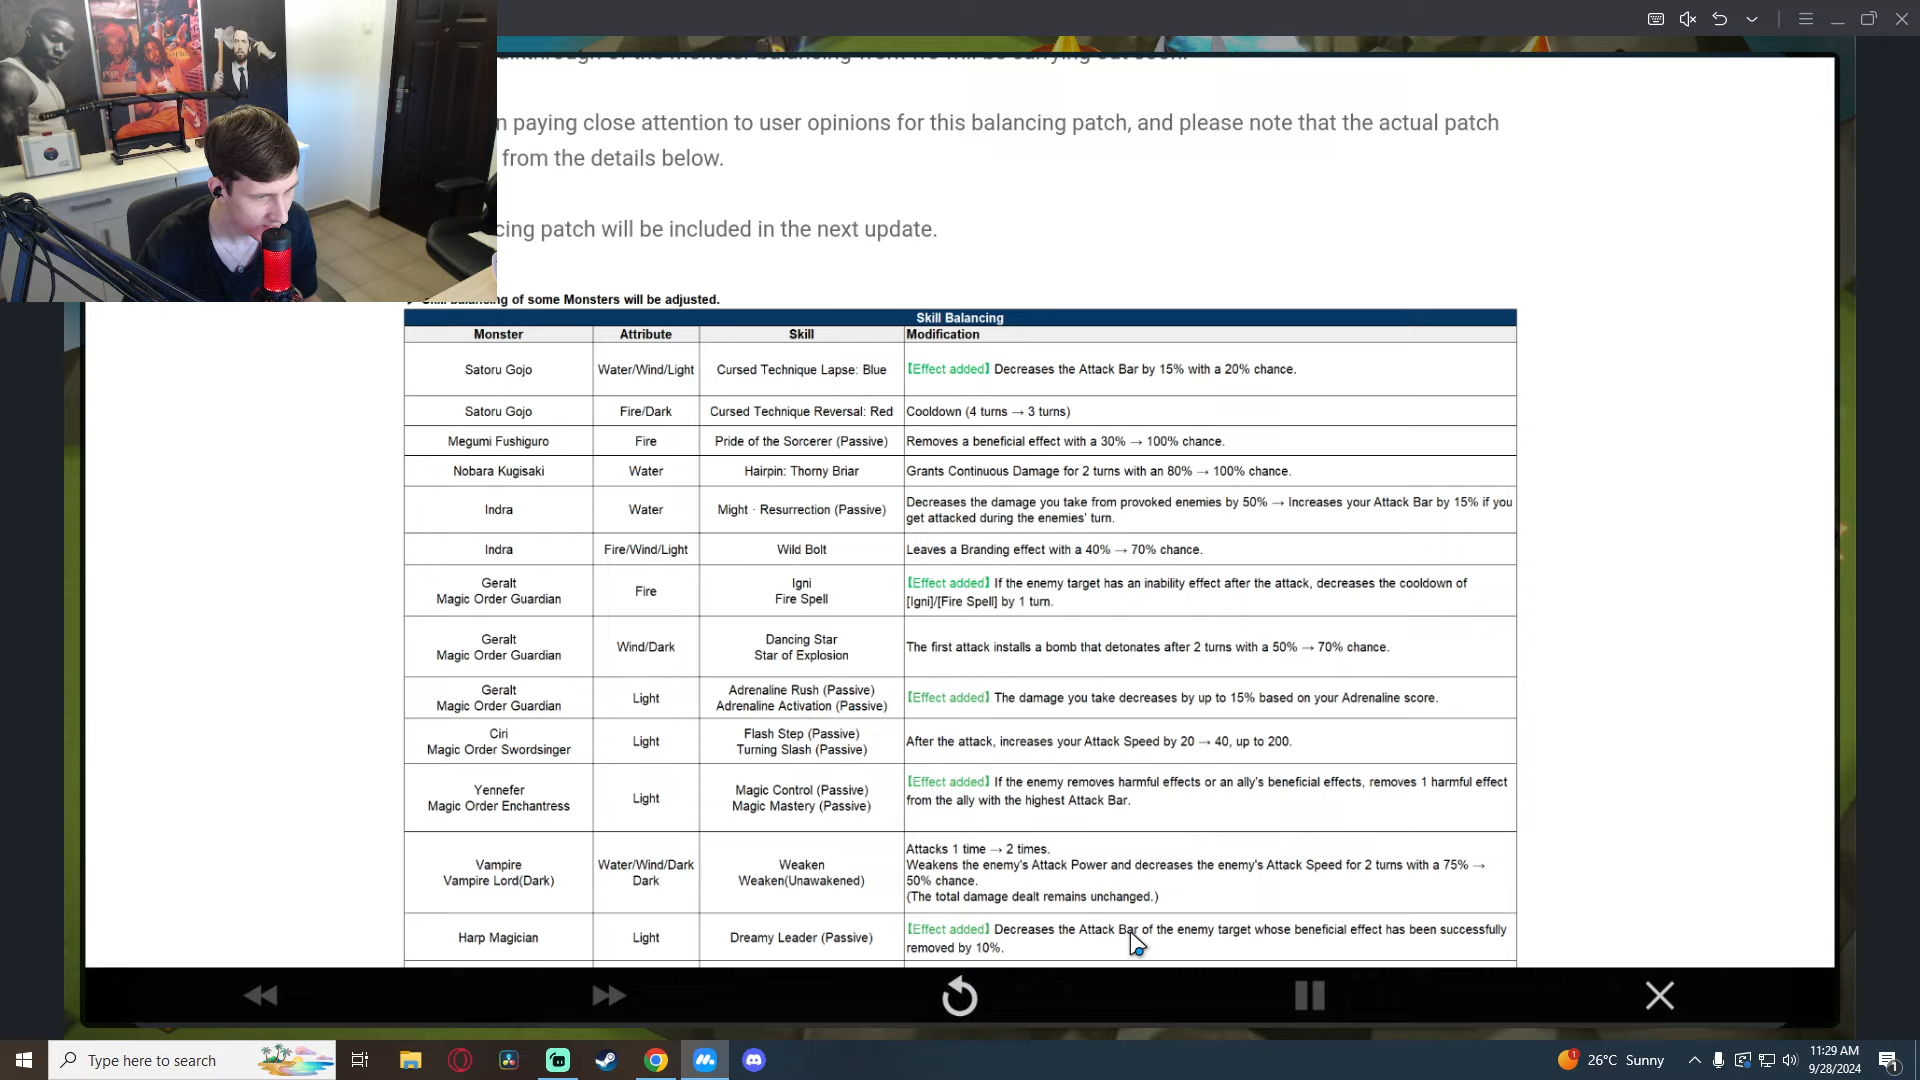 n paying close attention to user opinions for this balancing patch, and please note that the actual patch
from the details below.
cing patch will be included in the next update.
of some Monsters will be adjusted.
Skill Balancing
Monster Attribute Skill Modification
Satoru Gojo Water/Wind/Light Cursed Technique Lapse: Blue [Effect added] Decreases the Attack Bar by 15% with a 20% chance.
Satoru Gojo Fire/Dark Cursed Technique Reversal: Red Cooldown (4 turns → 3 turns)
Megumi Fushiguro Fire Pride of the Sorcerer (Passive) Removes a beneficial effect with a 30% → 100% chance.
Nobara Kugisaki Water Hairpin: Thorny Briar Grants Continuous Damage for 2 turns with an 80% → 100% chance.
Indra Water Might · Resurrection (Passive) Decreases the damage you take from provoked enemies by 50% → Increases your Attack Bar by 15% if you
get attacked during the enemies' turn.
Indra Fire/Wind/Light Wild Bolt Leaves a Branding effect with a 40% → 70% chance.
Geralt
Magic Order Guardian
Fire
Igni
Fire Spell
[Effect added] If the enemy target has an inability effect after the attack, decreases the cooldown of
[Igni]/[Fire Spell] by 1 turn.
Geralt
Magic Order Guardian
Wind/Dark
Dancing Star
Star of Explosion
The first attack installs a bomb that detonates after 2 turns with a 50% → 70% chance.
Geralt
Magic Order Guardian
Light
Adrenaline Rush (Passive)
Adrenaline Activation (Passive)
[Effect added] The damage you take decreases by up to 15% based on your Adrenaline score.
Ciri
Magic Order Swordsinger
Light
Flash Step (Passive)
Turning Slash (Passive)
After the attack, increases your Attack Speed by 20 → 40, up to 200.
Yennefer
Magic Order Enchantress
Light
Magic Control (Passive)
Magic Mastery (Passive)
[Effect added] If the enemy removes harmful effects or an ally's beneficial effects, removes 1 harmful effect
from the ally with the highest Attack Bar.
Vampire
Vampire Lord(Dark)
Water/Wind/Dark
Dark
Weaken
Weaken(Unawakened)
Attacks 1 time → 2 times.
Weakens the enemy's Attack Power and decreases the enemy's Attack Speed for 2 turns with a 75% →
50% chance.
(The total damage dealt remains unchanged.)
Harp Magician Light Dreamy Leader (Passive) [Effect added] Decreases the Attack Bar of the enemy target whose beneficial effect has been successfully
removed by 10%.
Type here to search
26°C Sunny
11:29 AM
9/28/2024
1
1